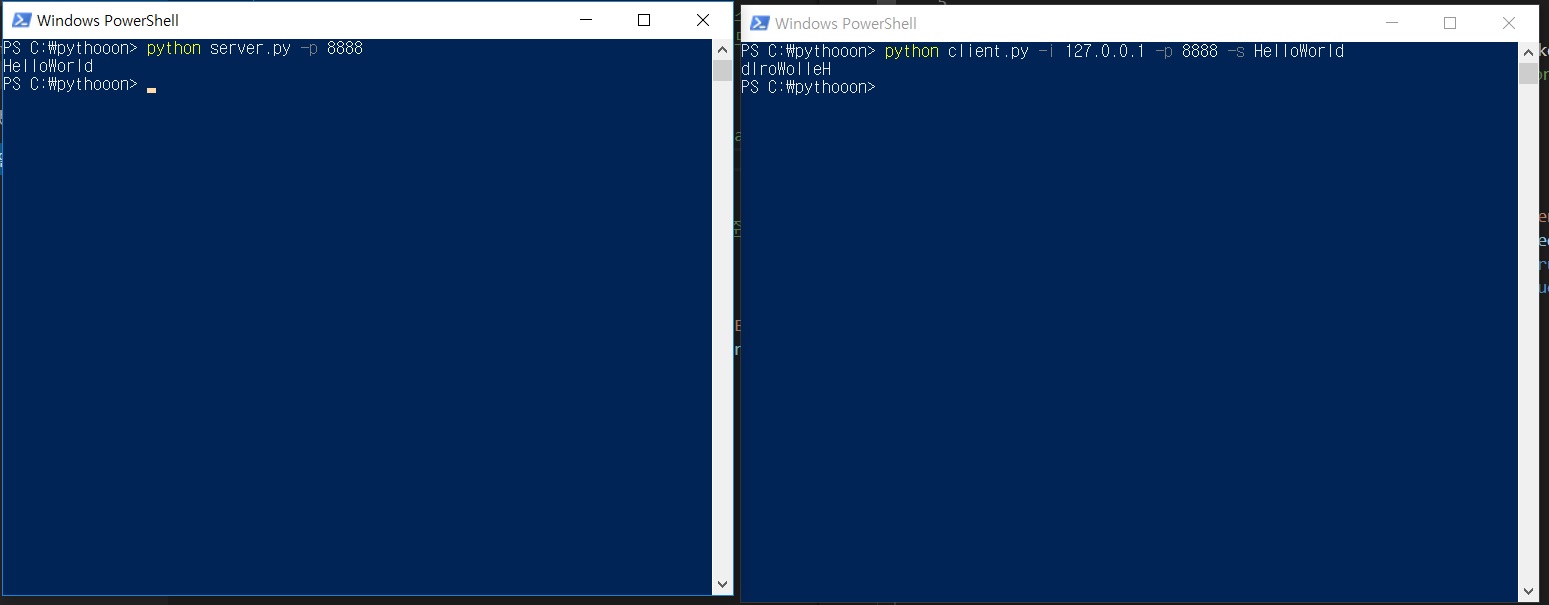 Windows PowerShell
PS C:₩pythooon> python server.py -p 8888
HelloWorld
PS C:₩pythooon>
Windows PowerShell
PS C:₩pythooon> python client.py -i 127.0.0.1 -p 8888 -s HelloWorld
dlroWolleH
PS C:₩pythooon>